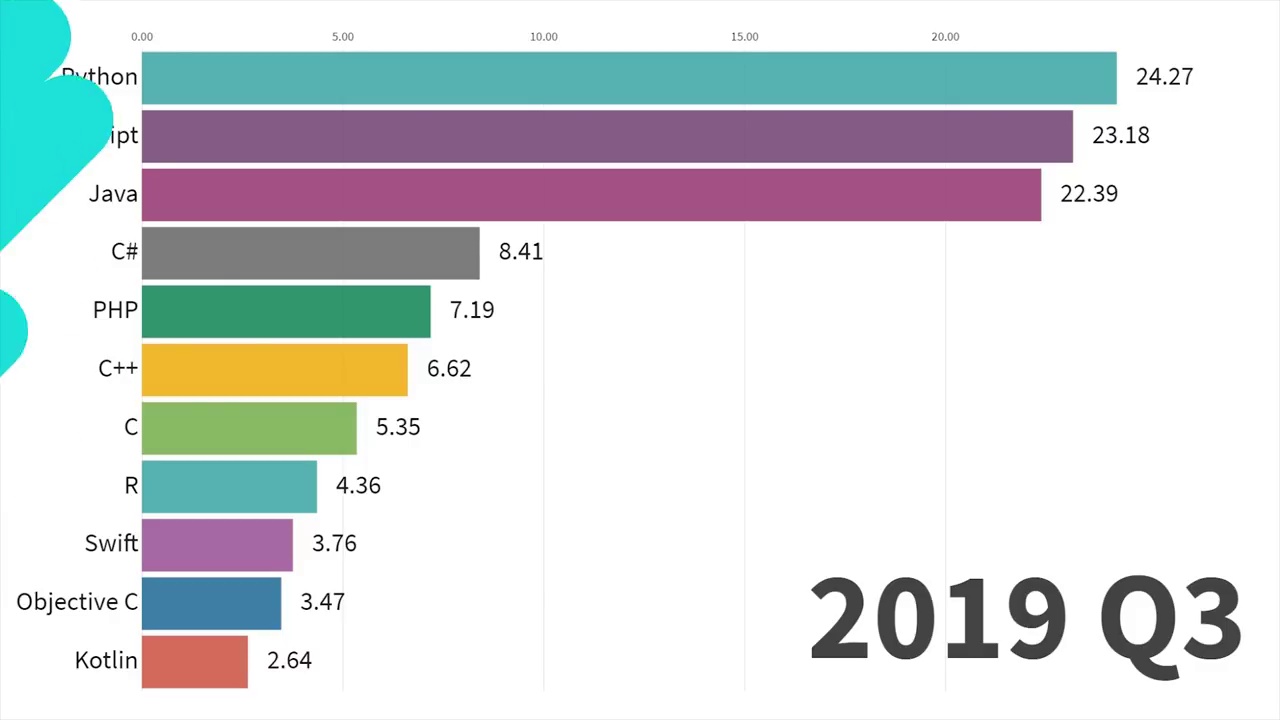 0.00 5.00 10.00 15.00 20.00
Python 24.27
ipt 23.18
Java 22.39
C# 8.41
PHP 7.19
C++ 6.62
C 5.35
R 4.36
Swift 3.76
Objective C 3.47
Kotlin 2.64
2019 Q3